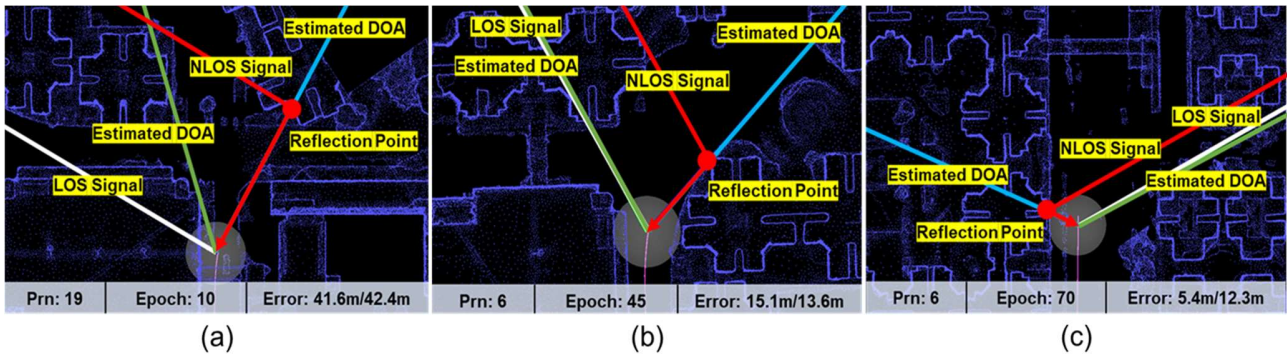 Estimated DOA
NLOS Signal
Estimated DOA
Reflection Point
LOS Signal
Prn: 19 Epoch: 10 Error: 41.6m/42.4m
(a)
LOS Signal
Estimated DOA
Estimated DOA
NLOS Signal
Reflection Point
Prn: 6 Epoch: 45 Error: 15.1m/13.6m
(b)
LOS Signal
NLOS Signal
Estimated DOA
Estimated DOA
Reflection Point
Prn: 6 Epoch: 70 Error: 5.4m/12.3m
(c)